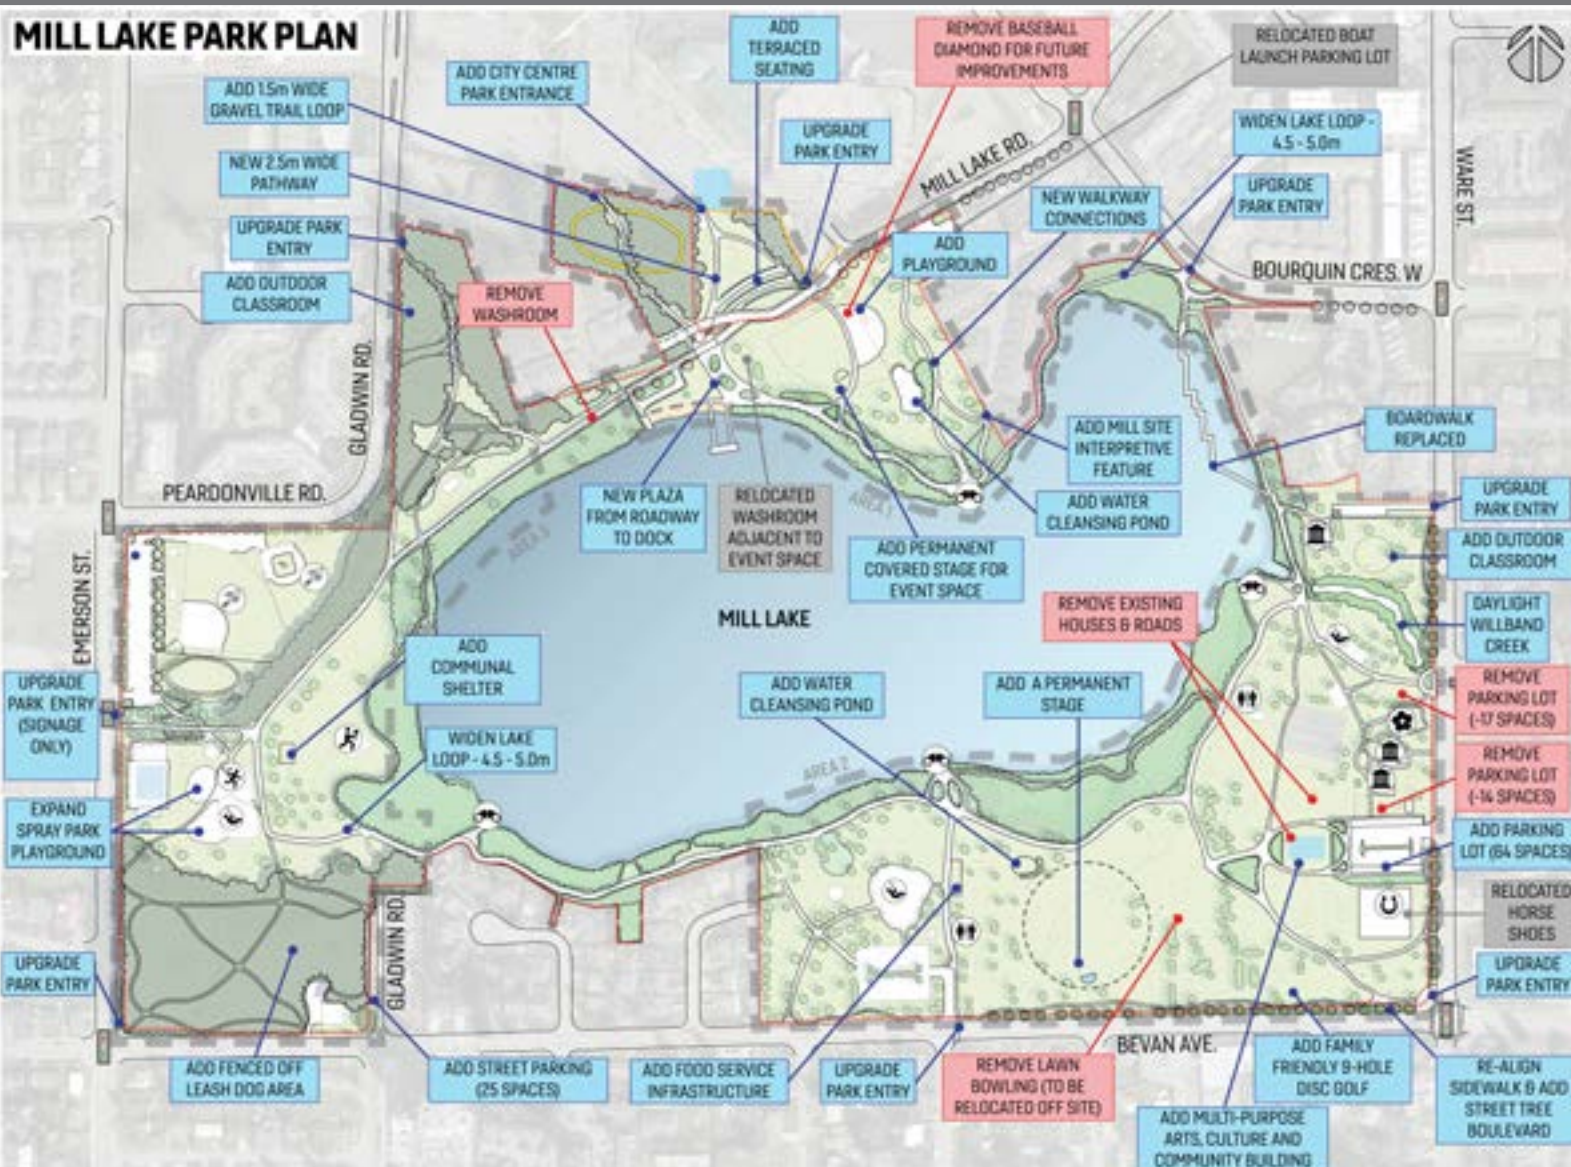 MILL LAKE PARK PLAN
ADD
TERRACED
SEATING
REMOVE BASEBALL
DIAMOND FOR FUTURE
IMPROVEMENTS
RELOCATED BOAT
LAUNCH PARKING LOT
ADD CITY CENTRE
PARK ENTRANCE
ADD 1.5m WIDE
GRAVEL TRAIL LOOP
WIDEN LAKE LOOP -
4.5 - 5.0m
UPGRADE
PARK ENTRY
MILL LAKE RD.
NEW 2.5m WIDE
PATHWAY
WARE ST.
NEW WALKWAY
CONNECTIONS
UPGRADE
PARK ENTRY
UPGRADE PARK
ENTRY
ADD
PLAYGROUND
BOURQUIN CRES. W
ADD OUTDOOR
CLASSROOM
REMOVE
WASHROOM
GLADWIN RD.
ADD MILL SITE
INTERPRETIVE
FEATURE
BOARDWALK
REPLACED
PEARDONVILLE RD.
NEW PLAZA
FROM ROADWAY
TO DOCK
RELOCATED
WASHROOM
ADJACENT TO
EVENT SPACE
AREA 1
ADD WATER
CLEANSING POND
UPGRADE
PARK ENTRY
AREA 3
ADD PERMANENT
COVERED STAGE FOR
EVENT SPACE
ADD OUTDOOR
CLASSROOM
EMERSON ST.
MILL LAKE
REMOVE EXISTING
HOUSES & ROADS
DAYLIGHT
WILLBAND
CREEK
ADD
COMMUNAL
SHELTER
UPGRADE
PARK ENTRY
(SIGNAGE
ONLY)
ADD WATER
CLEANSING POND
ADD A PERMANENT
STAGE
REMOVE
PARKING LOT
(-17 SPACES)
WIDEN LAKE
LOOP - 4.5 - 5.0m
AREA 2
REMOVE
PARKING LOT
(-14 SPACES)
EXPAND
SPRAY PARK
PLAYGROUND
ADD PARKING
LOT (64 SPACES)
GLADWIN RD.
RELOCATED
HORSE
SHOES
UPGRADE
PARK ENTRY
UPGRADE
PARK ENTRY
BEVAN AVE.
ADD FENCED OFF
LEASH DOG AREA
ADD STREET PARKING
(25 SPACES)
ADD FOOD SERVICE
INFRASTRUCTURE
UPGRADE
PARK ENTRY
REMOVE LAWN
BOWLING (TO BE
RELOCATED OFF SITE)
ADD FAMILY
FRIENDLY 9-HOLE
DISC GOLF
RE-ALIGN
SIDEWALK & ADD
STREET TREE
BOULEVARD
ADD MULTI-PURPOSE
ARTS, CULTURE AND
COMMUNITY BUILDING